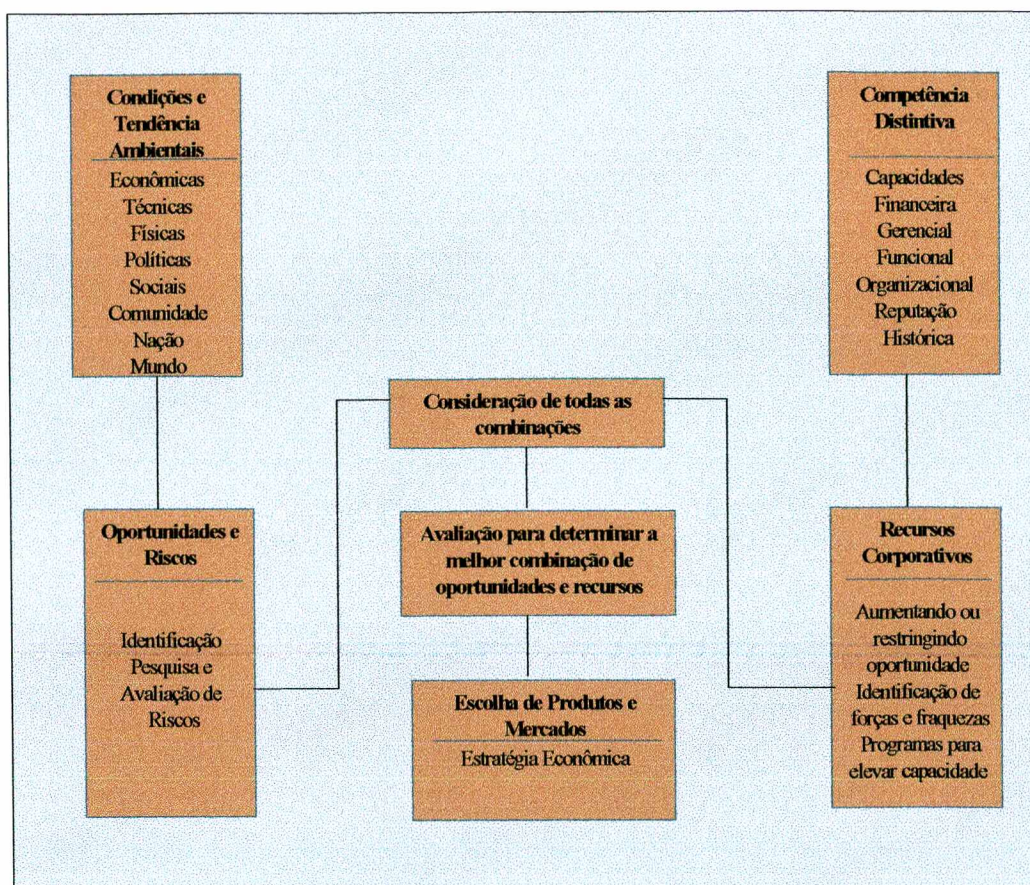 Condições e
Tendência
Ambientais
Econômicas
Técnicas
Físicas
Políticas
Sociais
Comunidade
Nação
Mundo
Competência
Distintiva
Capacidades
Financeira
Gerencial
Funcional
Organizacional
Reputação
Histórica
Consideração de todas as
combinações
Oportunidades e
Riscos
Identificação
Pesquisa e
Avaliação de
Riscos
Avaliação para determinar a
melhor combinação de
oportunidades e recursos
Escolha de Produtos e
Mercados
Estratégia Econômica
Recursos
Corporativos
Aumentando ou
restringindo
oportunidade
Identificação de
forças e fraquezas
Programas para
elevar capacidade